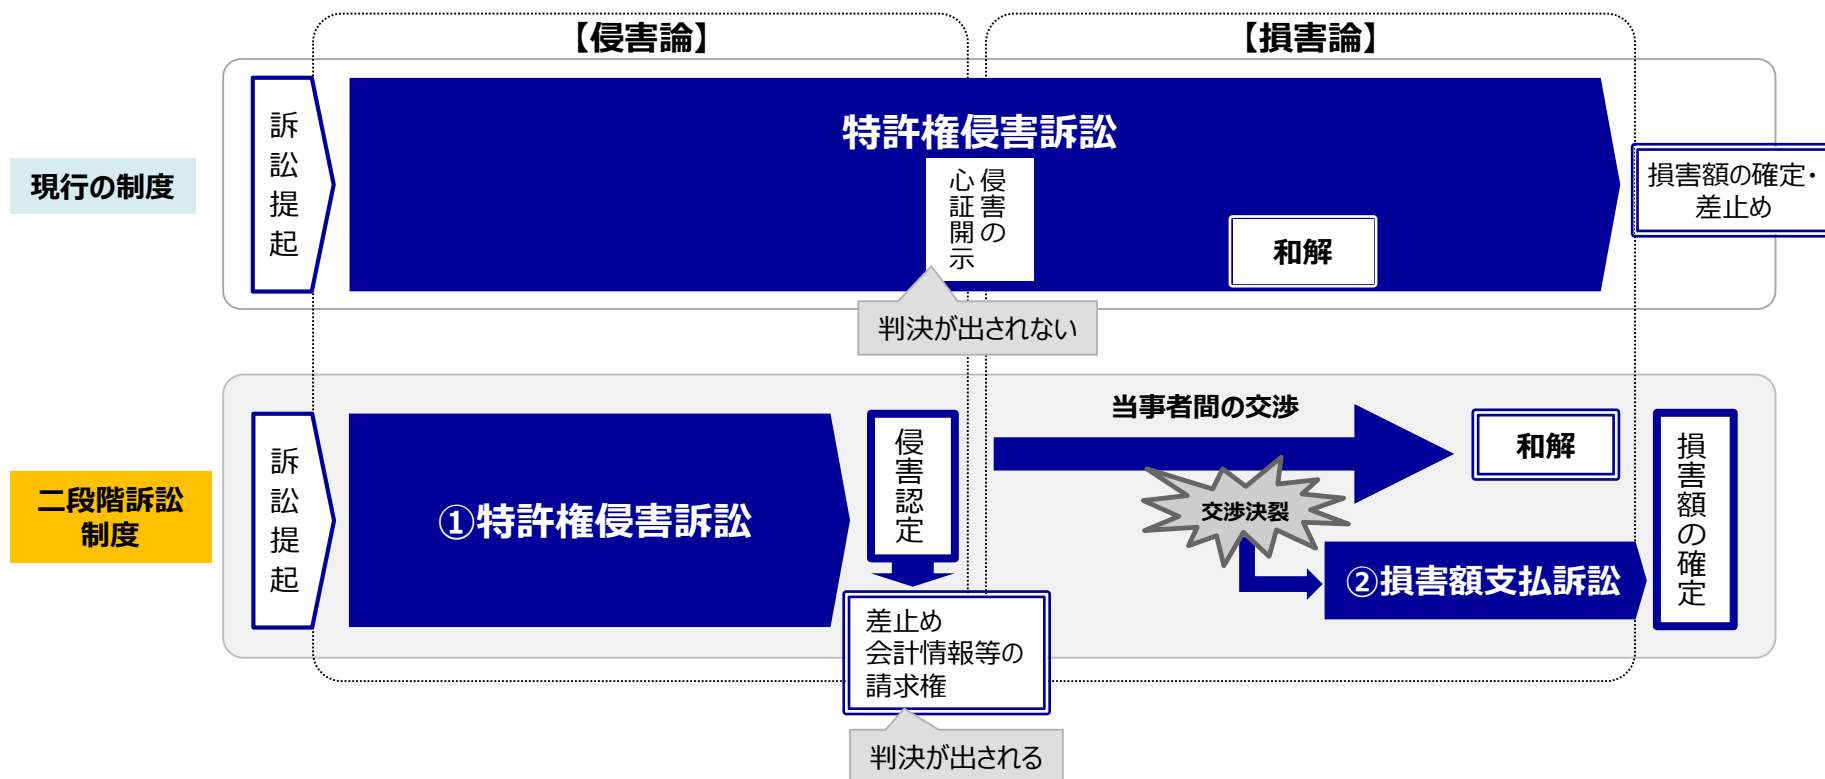 【侵害論】
【損害論】
現行の制度
訴訟提起
特許権侵害訴訟
侵害の
心証開示
和解
損害額の確定・
差止め
判決が出されない
二段階訴訟
制度
訴訟提起
①特許権侵害訴訟
侵害認定
差止め
会計情報等の
請求権
判決が出される
当事者間の交渉
交渉決裂
和解
②損害額支払訴訟
損害額の確定